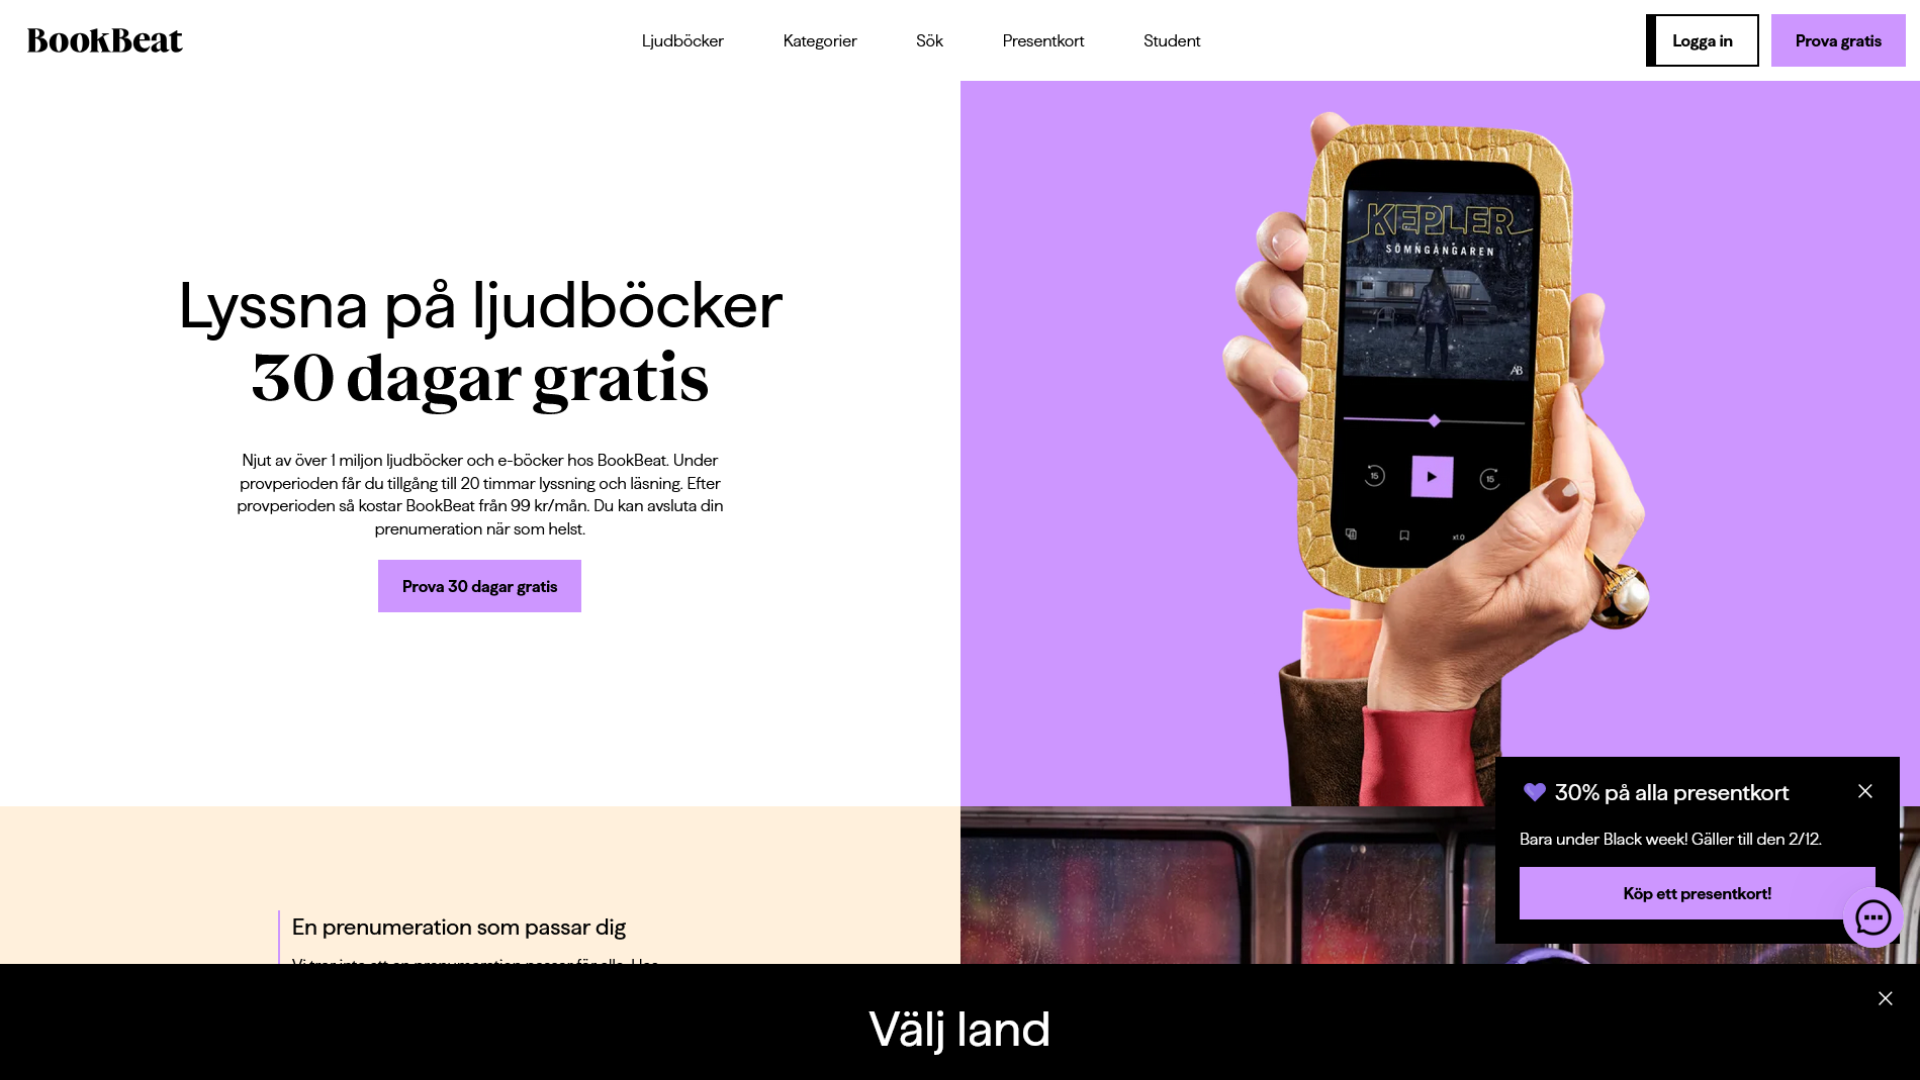 BookBeat
Ljudböcker
Kategorier
Sök
Presentkort
Student
Logga in
Prova gratis
Lyssna på ljudböcker
30 dagar gratis
Njut av över 1 miljon ljudböcker och e-böcker hos BookBeat. Under
provperioden får du tillgång till 20 timmar lyssning och läsning. Efter
provperioden så kostar BookBeat från 99 kr/mån. Du kan avsluta din
prenumeration när som helst.
Prova 30 dagar gratis
KEPLER
SÖMNGÅNGAREN
AB
15
15
x1.0
30% på alla presentkort
Bara under Black week! Gäller till den 2/12.
Köp ett presentkort!
En prenumeration som passar dig
Välj land